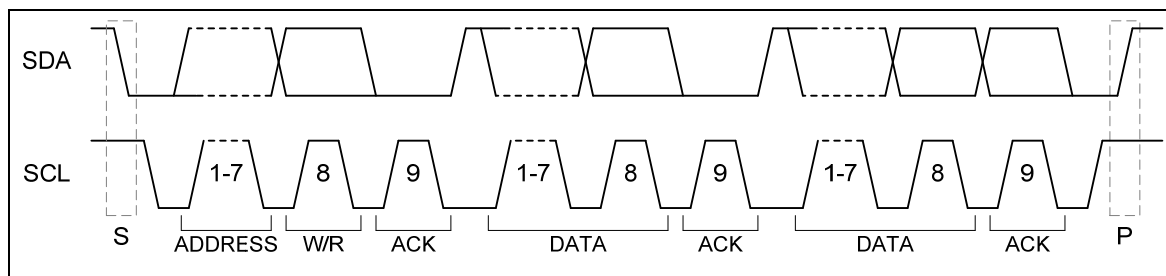 SDA
SCL
1-7 8 9 1-7 8 9 1-7 8 9
S ADDRESS W/R ACK DATA ACK DATA ACK P